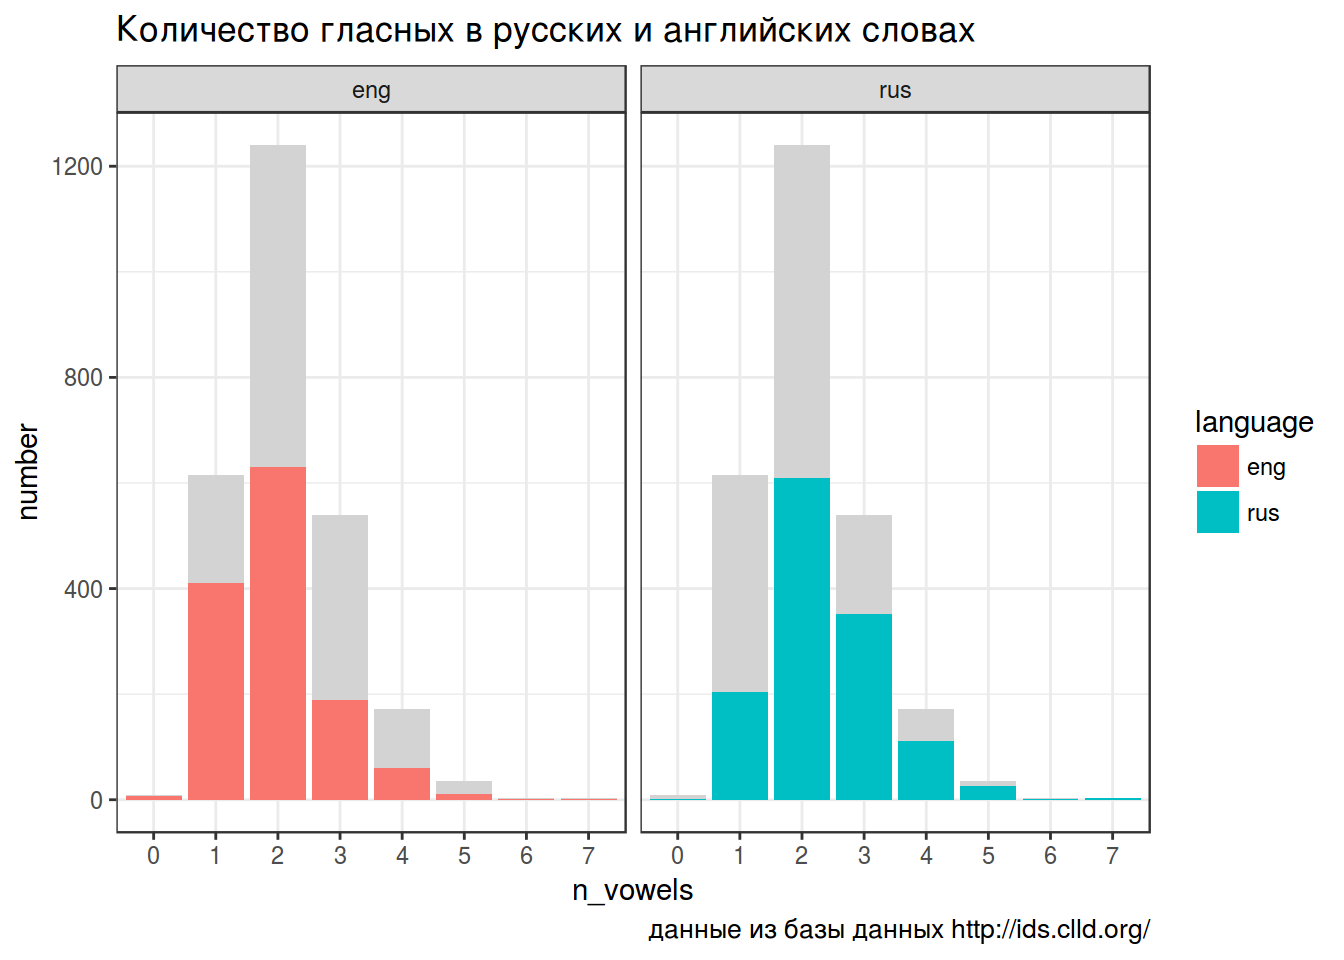 Количество гласных в русских и английских словах
eng
rus
1200
800
400
0
number
0 1 2 3 4 5 6 7
0 1 2 3 4 5 6 7
n_vowels
language
eng
rus
данные из базы данных http://ids.clld.org/